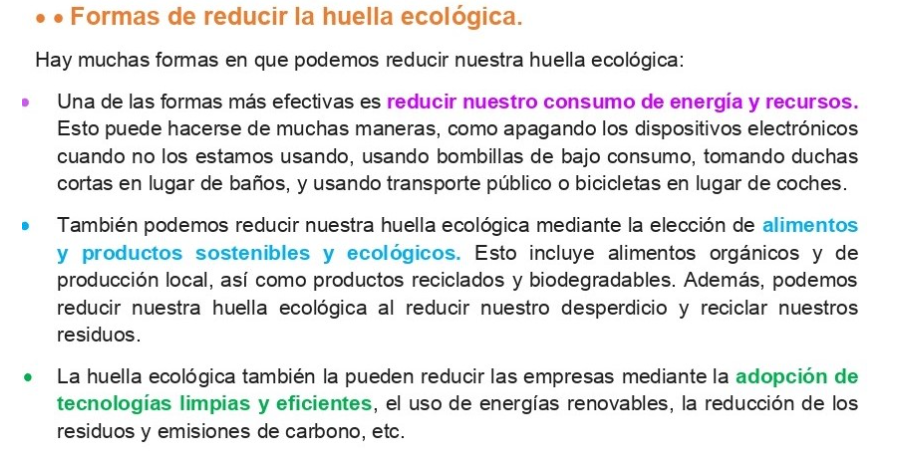 • • Formas de reducir la huella ecológica.
Hay muchas formas en que podemos reducir nuestra huella ecológica:
• Una de las formas más efectivas es reducir nuestro consumo de energía y recursos.
Esto puede hacerse de muchas maneras, como apagando los dispositivos electrónicos
cuando no los estamos usando, usando bombillas de bajo consumo, tomando duchas
cortas en lugar de baños, y usando transporte público o bicicletas en lugar de coches.
• También podemos reducir nuestra huella ecológica mediante la elección de alimentos
y productos sostenibles y ecológicos. Esto incluye alimentos orgánicos y de
producción local, así como productos reciclados y biodegradables. Además, podemos
reducir nuestra huella ecológica al reducir nuestro desperdicio y reciclar nuestros
residuos.
• La huella ecológica también la pueden reducir las empresas mediante la adopción de
tecnologías limpias y eficientes, el uso de energías renovables, la reducción de los
residuos y emisiones de carbono, etc.